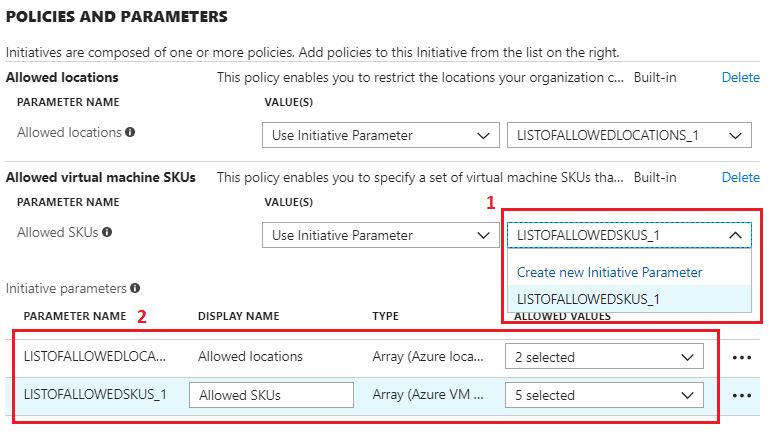 POLICIES AND PARAMETERS
Initiatives are composed of one or more policies. Add policies to this Initiative from the list on the right.
Allowed locations This policy enables you to restrict the locations your organization c... Built-in Delete
PARAMETER NAME VALUE(S)
Allowed locations Use Initiative Parameter LISTOFALLOWEDLOCATIONS_1
Allowed virtual machine SKUs This policy enables you to specify a set of virtual machine SKUs tha... Built-in Delete
PARAMETER NAME VALUE(S) 1
Allowed SKUs Use Initiative Parameter LISTOFALLOWEDSKUS_1
Create new Initiative Parameter
Initiative parameters LISTOFALLOWEDSKUS_1
PARAMETER NAME 2 DISPLAY NAME TYPE ALLOWED VALUES
LISTOFALLOWEDLOCA... Allowed locations Array (Azure loca... 2 selected
LISTOFALLOWEDSKUS_1 Allowed SKUs Array (Azure VM ... 5 selected